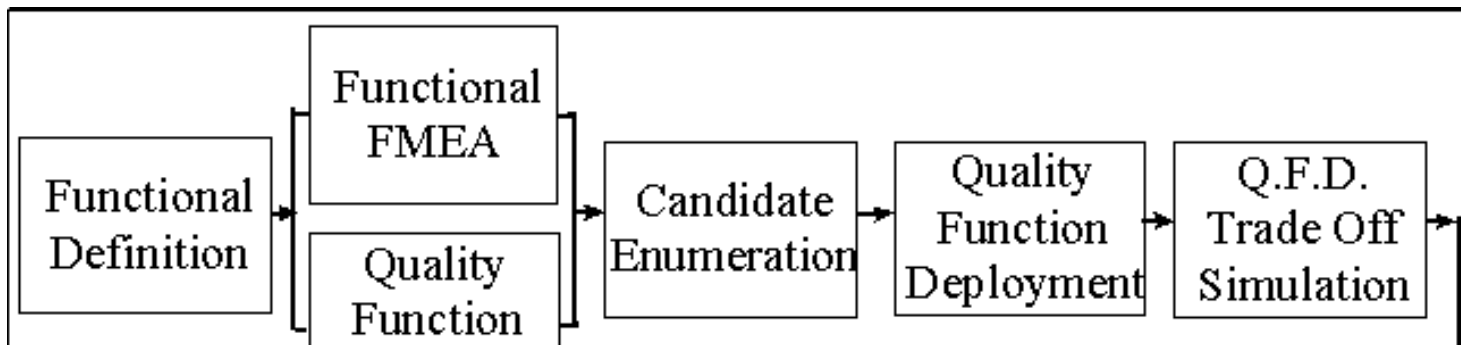 Functional
Definition
Functional
FMEA
Quality
Function
Candidate
Enumeration
Quality
Function
Deployment
Q.F.D.
Trade Off
Simulation